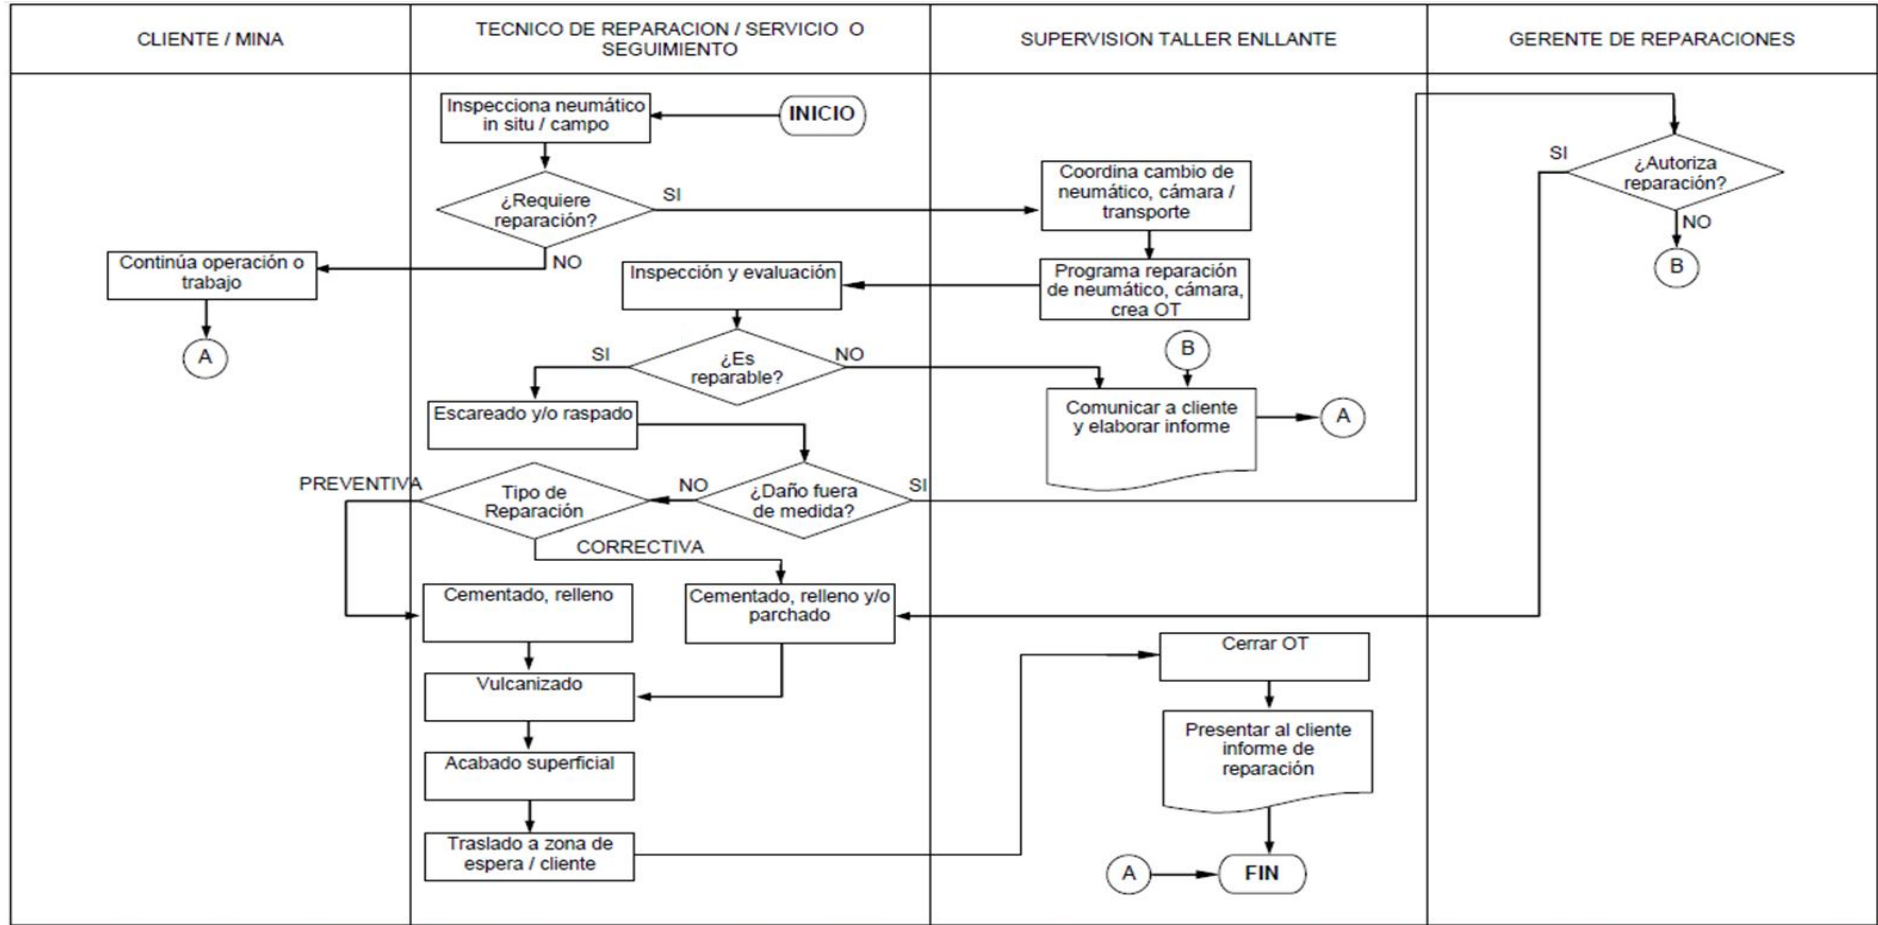 CLIENTE / MINA
TECNICO DE REPARACION / SERVICIO O
SEGUIMIENTO
SUPERVISION TALLER ENLLANTE
GERENTE DE REPARACIONES
INICIO
Inspecciona neumático
in situ / campo
¿Requiere
reparación?
SI
NO
Continúa operación o
trabajo
A
Coordina cambio de
neumático, cámara /
transporte
Programa reparación
de neumático, cámara,
crea OT
Inspección y evaluación
¿Es
reparable?
SI
NO
B
Comunicar a cliente
y elaborar informe
A
Escareado y/o raspado
¿Daño fuera
de medida?
SI
NO
¿Autoriza
reparación?
SI
NO
B
Tipo de
Reparación
PREVENTIVA
CORRECTIVA
Cementado, relleno
Cementado, relleno y/o
parchado
Vulcanizado
Acabado superficial
Traslado a zona de
espera / cliente
Cerrar OT
Presentar al cliente
informe de
reparación
A
FIN